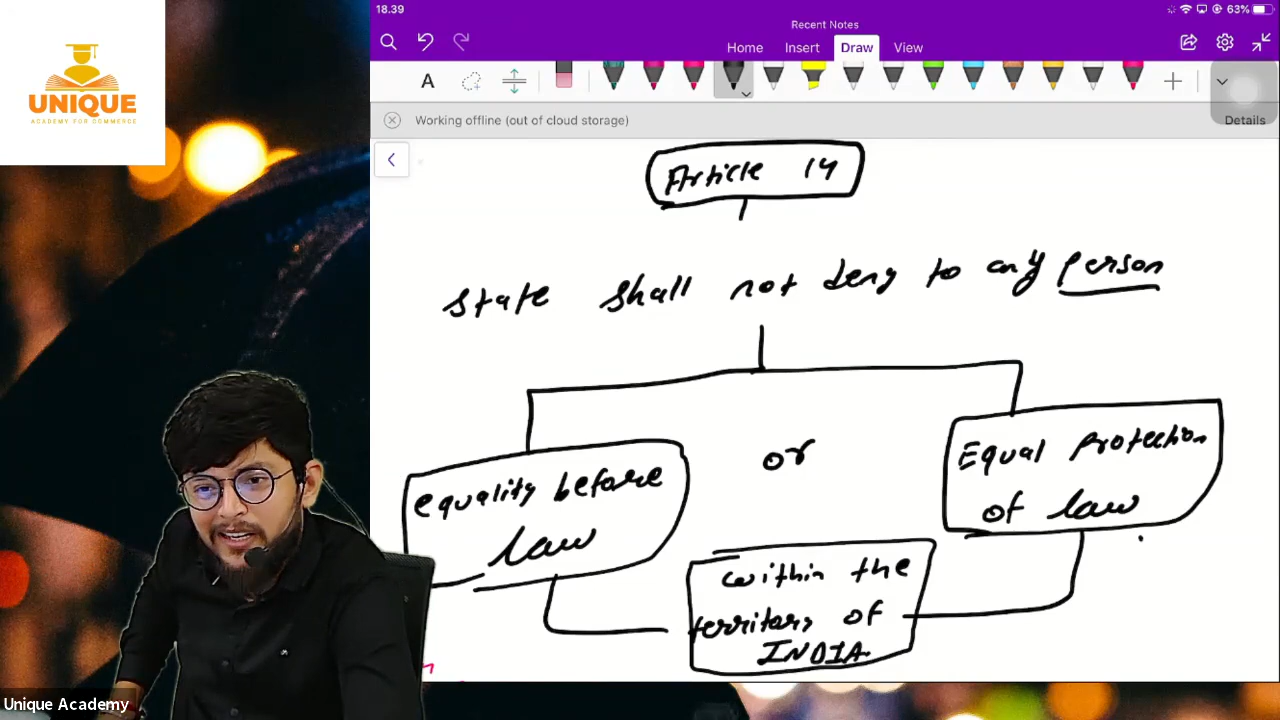 18.39
63%
Recent Notes
Home Insert Draw View
UNIQUE
ACADEMY FOR COMMERCE
A
Working offline (out of cloud storage)
Details
Article 14
state shall not deny to any person
equality before
law
or
Equal Protection
of law
within the
territory of
INDIA.
Unique Academy